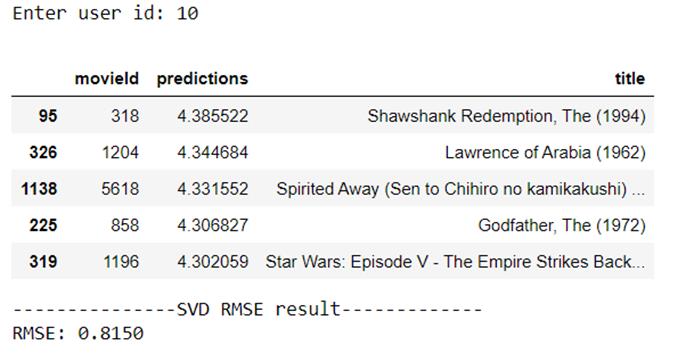 Enter user id: 10
movieId predictions title
95 318 4.385522 Shawshank Redemption, The (1994)
326 1204 4.344684 Lawrence of Arabia (1962)
1138 5618 4.331552 Spirited Away (Sen to Chihiro no kamikakushi) ...
225 858 4.306827 Godfather, The (1972)
319 1196 4.302059 Star Wars: Episode V - The Empire Strikes Back...
---------------SVD RMSE result-------------
RMSE: 0.8150